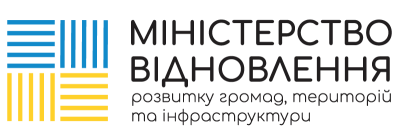 МІНІСТЕРСТВО
ВІДНОВЛЕННЯ
розвитку громад, територій
та інфраструктури